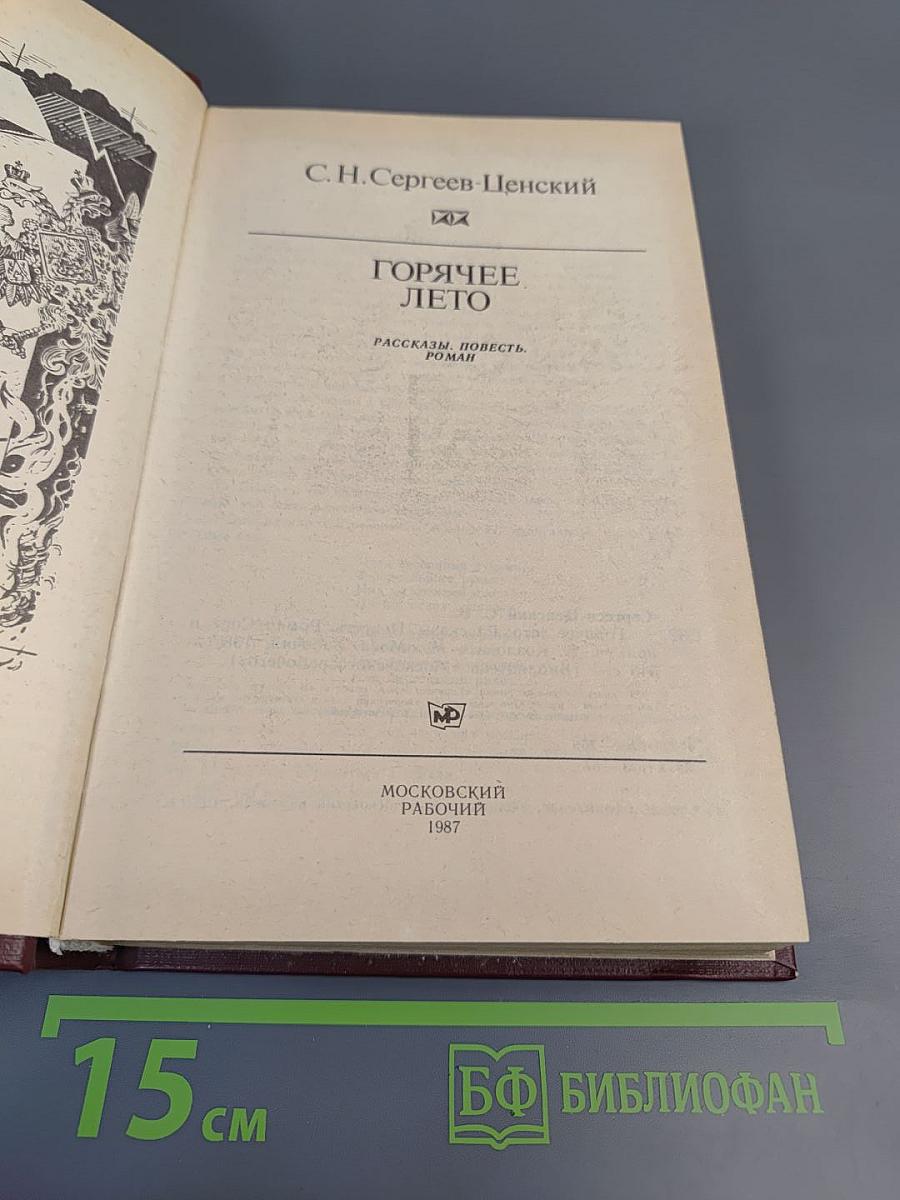 С. Н. Сергеев-Ценский
ГОРЯЧЕЕ
ЛЕТО
РАССКАЗЫ. ПОВЕСТЬ.
РОМАН
МР
МОСКОВСКИЙ
РАБОЧИЙ
1987
15 см
БФ БИБЛИОФАН